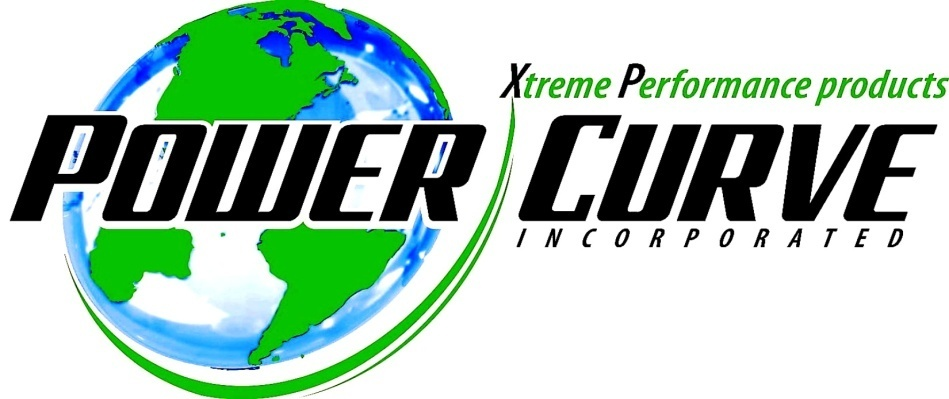 Xtreme Performance products
POWER CURVE
INCORPORATED